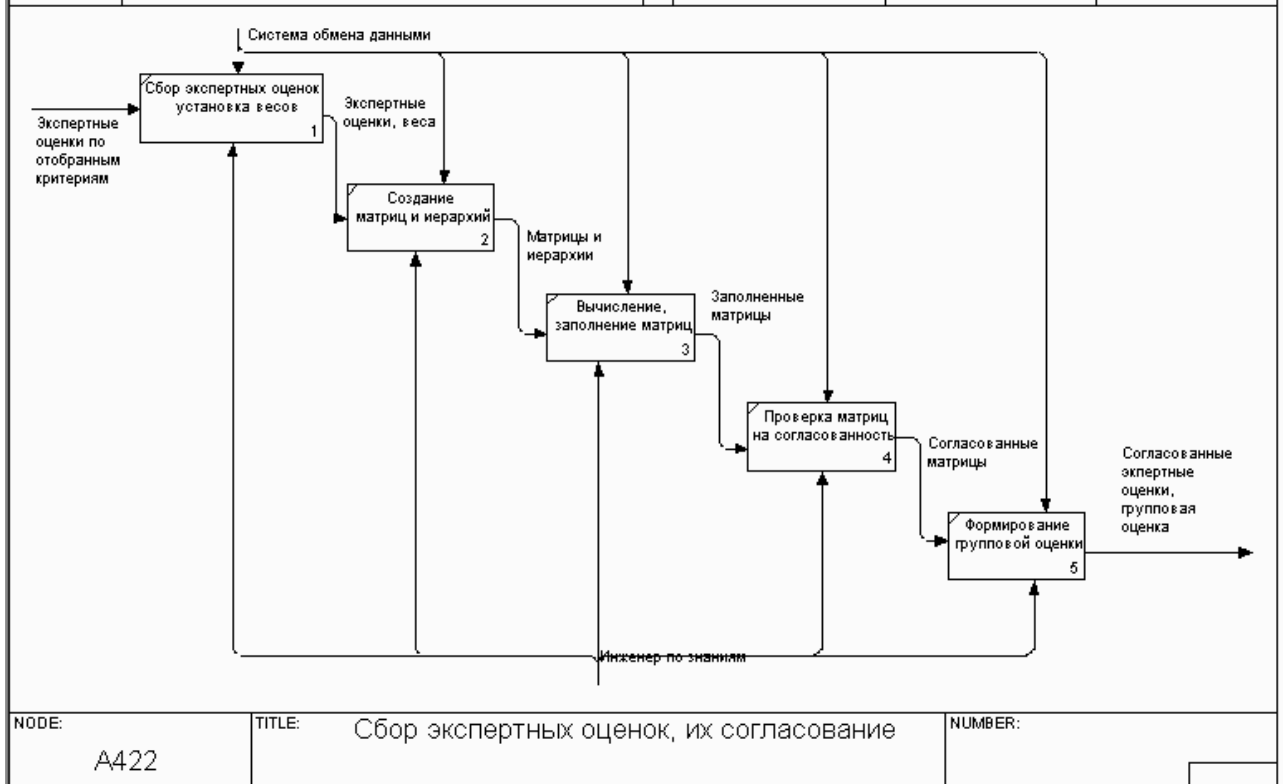 Система обмена данными
Сбор экспертных оценок
установка весов
1
Экспертные
оценки по
отобранным
критериям
Экспертные
оценки, веса
Создание
матриц и иерархий
2
Матрицы и
иерархии
Вычисление,
заполнение матриц
3
Заполненные
матрицы
Проверка матриц
на согласованность
4
Согласованные
матрицы
Формирование
групповой оценки
5
Согласованные
экпертные
оценки,
групповая
оценка
Инженер по знаниям
NODE:
A422
TITLE:
Сбор экспертных оценок, их согласование
NUMBER: